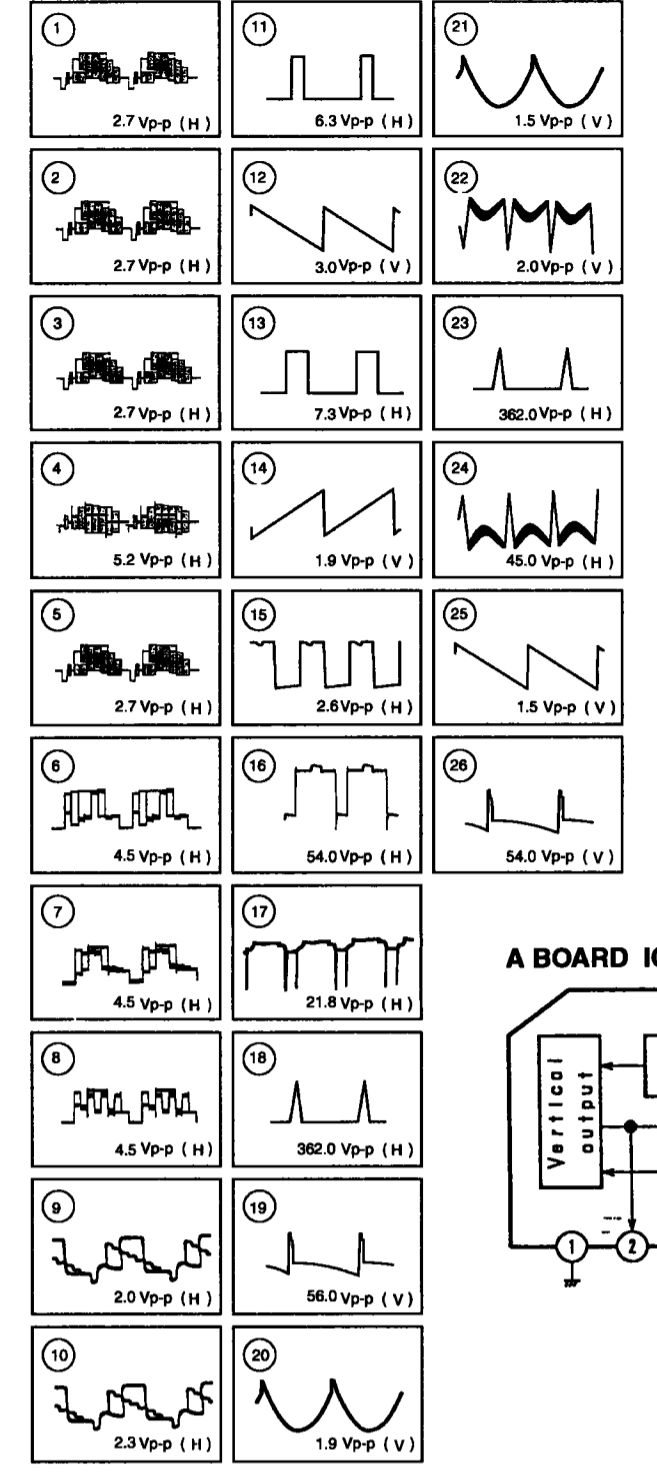 1
2.7 Vp-p ( H )
2
2.7 Vp-p ( H )
3
2.7 Vp-p ( H )
4
5.2 Vp-p ( H )
5
2.7 Vp-p ( H )
6
4.5 Vp-p ( H )
7
4.5 Vp-p ( H )
8
4.5 Vp-p ( H )
9
2.0 Vp-p ( H )
10
2.3 Vp-p ( H )
11
6.3 Vp-p ( H )
12
3.0 Vp-p ( V )
13
7.3 Vp-p ( H )
14
1.9 Vp-p ( V )
15
2.6 Vp-p ( H )
16
54.0 Vp-p ( H )
17
21.8 Vp-p ( H )
18
362.0 Vp-p ( H )
19
56.0 Vp-p ( V )
20
1.9 Vp-p ( V )
21
1.5 Vp-p ( V )
22
2.0 Vp-p ( V )
23
362.0 Vp-p ( H )
24
45.0 Vp-p ( H )
25
1.5 Vp-p ( V )
26
54.0 Vp-p ( V )
A BOARD IC
Vertical
output
1
2